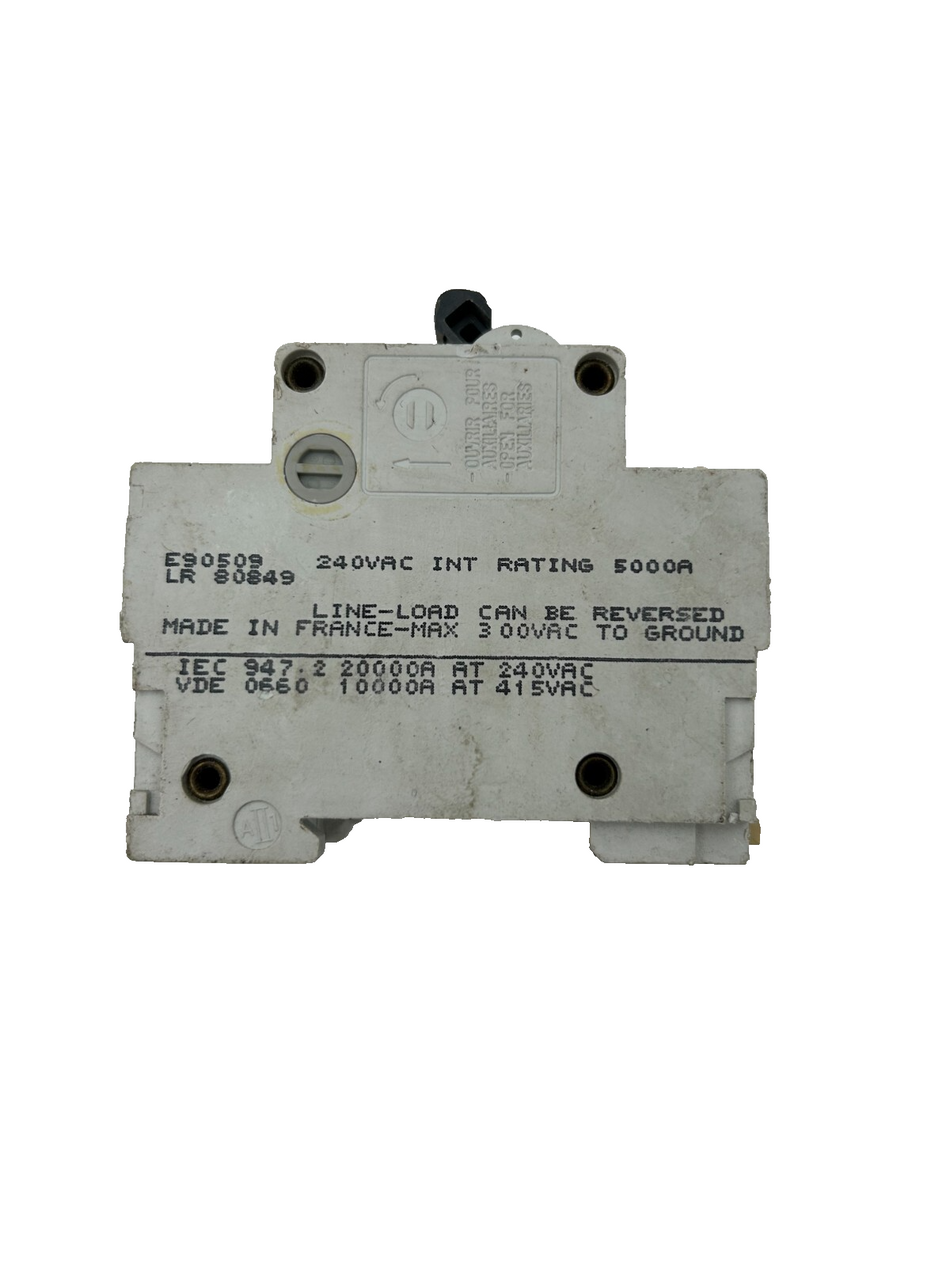 - OUVRIR POUR
AUXILIAIRES
- OPEN FOR
AUXILIARIES
E90509 240VAC INT RATING 5000A
LR 80849
LINE-LOAD CAN BE REVERSED
MADE IN FRANCE-MAX 300VAC TO GROUND
IEC 947.2 20000A AT 240VAC
VDE 0660 10000A AT 415VAC